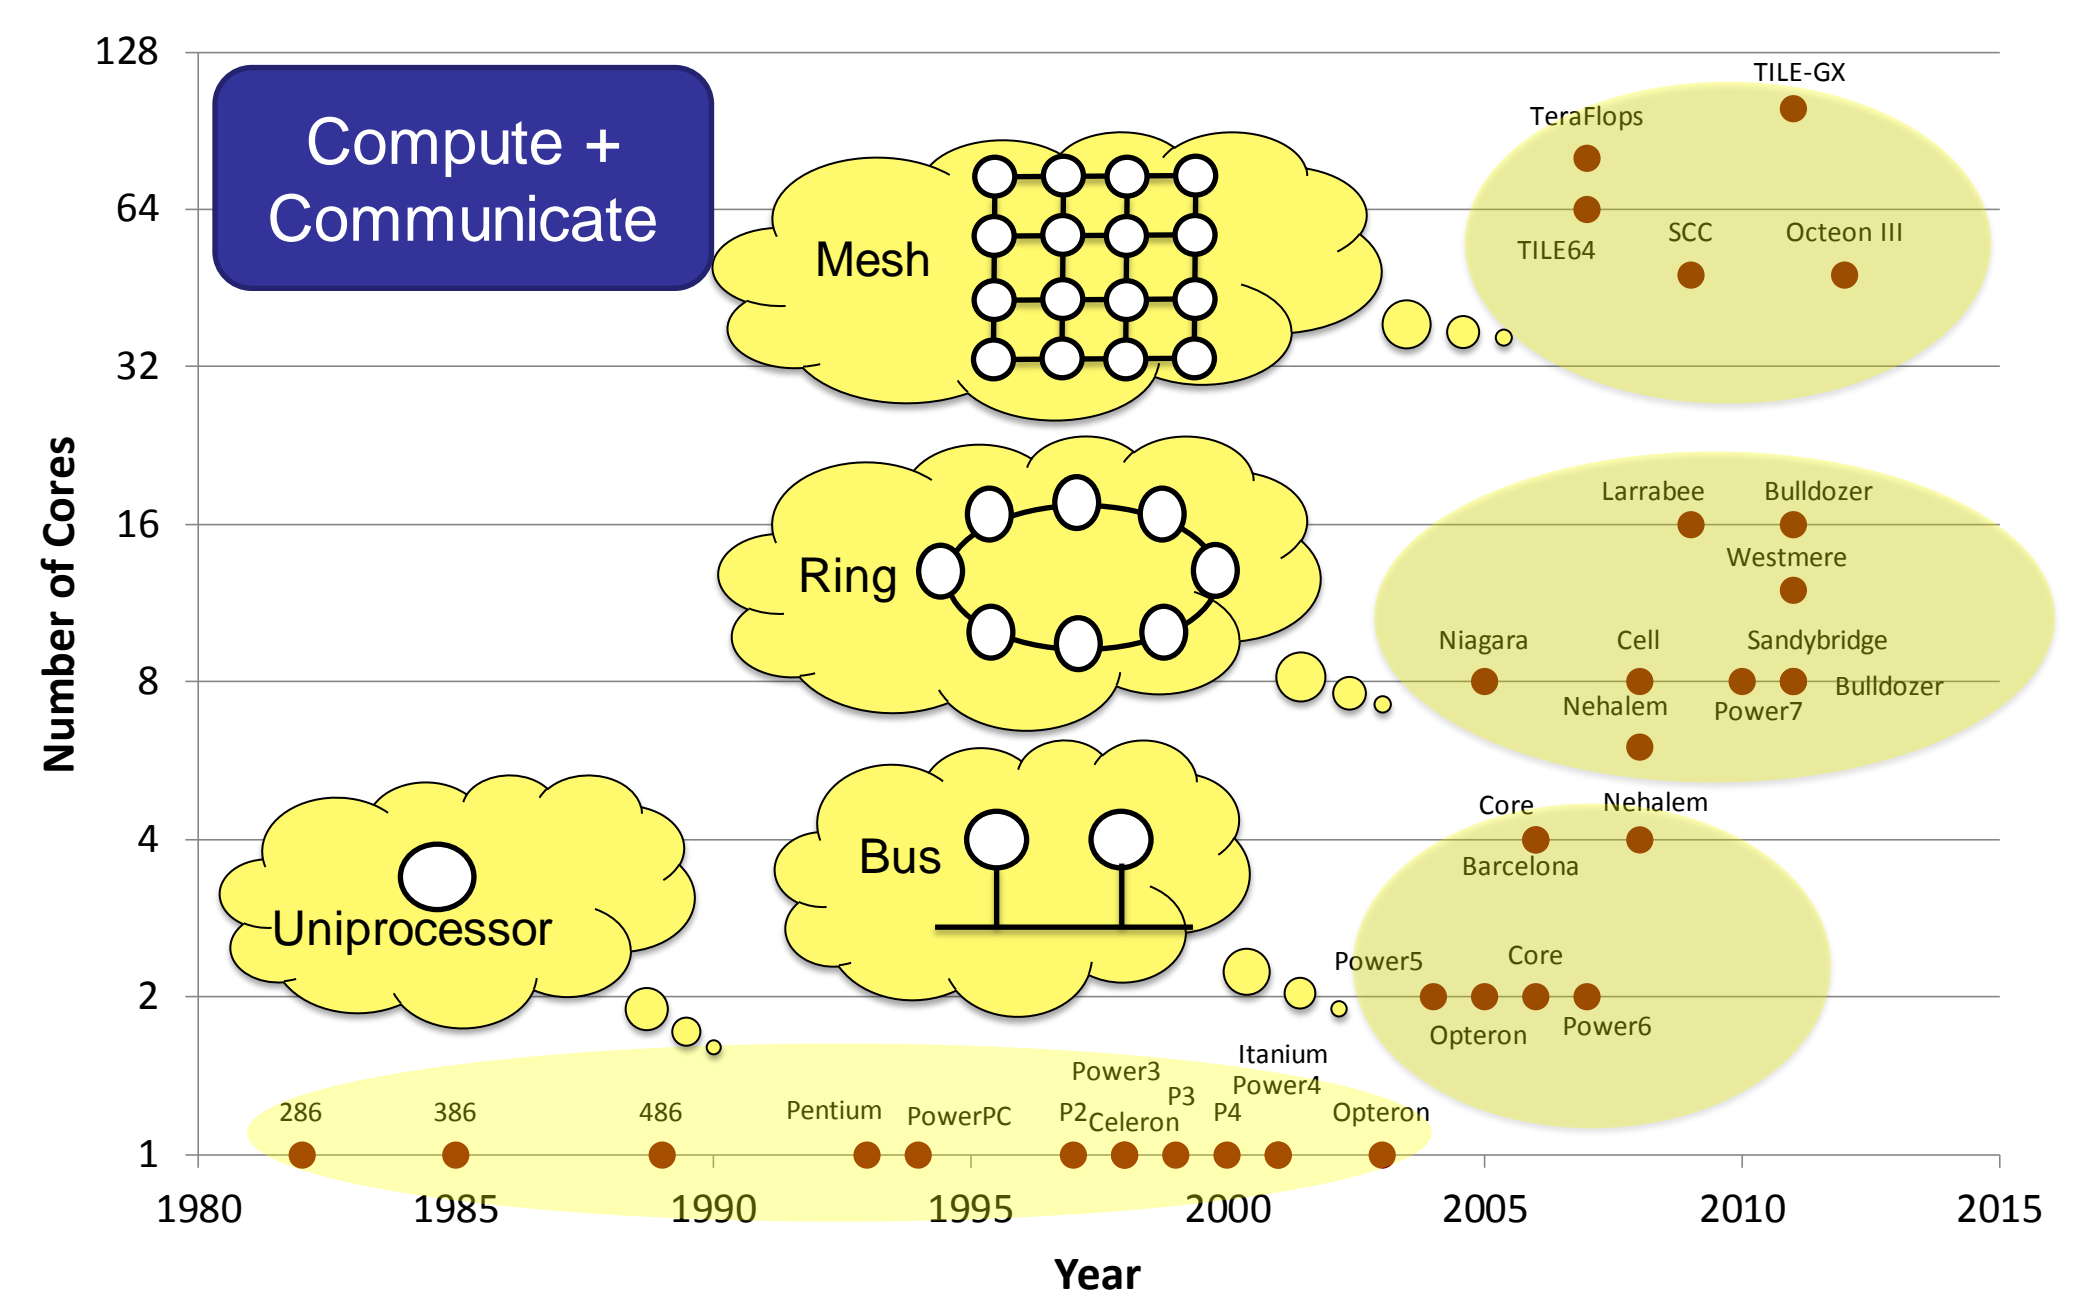 128
64
32
16
8
4
2
1
Number of Cores
Compute +
Communicate
TILE-GX
TeraFlops
Mesh
TILE64
SCC
Octeon III
Larrabee
Bulldozer
Westmere
Ring
Niagara
Cell
Sandybridge
Bulldozer
Nehalem
Power7
Core
Nehalem
Barcelona
Bus
Uniprocessor
Power5
Core
Opteron
Power6
Itanium
Power3
Power4
286
386
486
Pentium
PowerPC
P2
Celeron
P3
P4
Opteron
1980
1985
1990
1995
2000
2005
2010
2015
Year